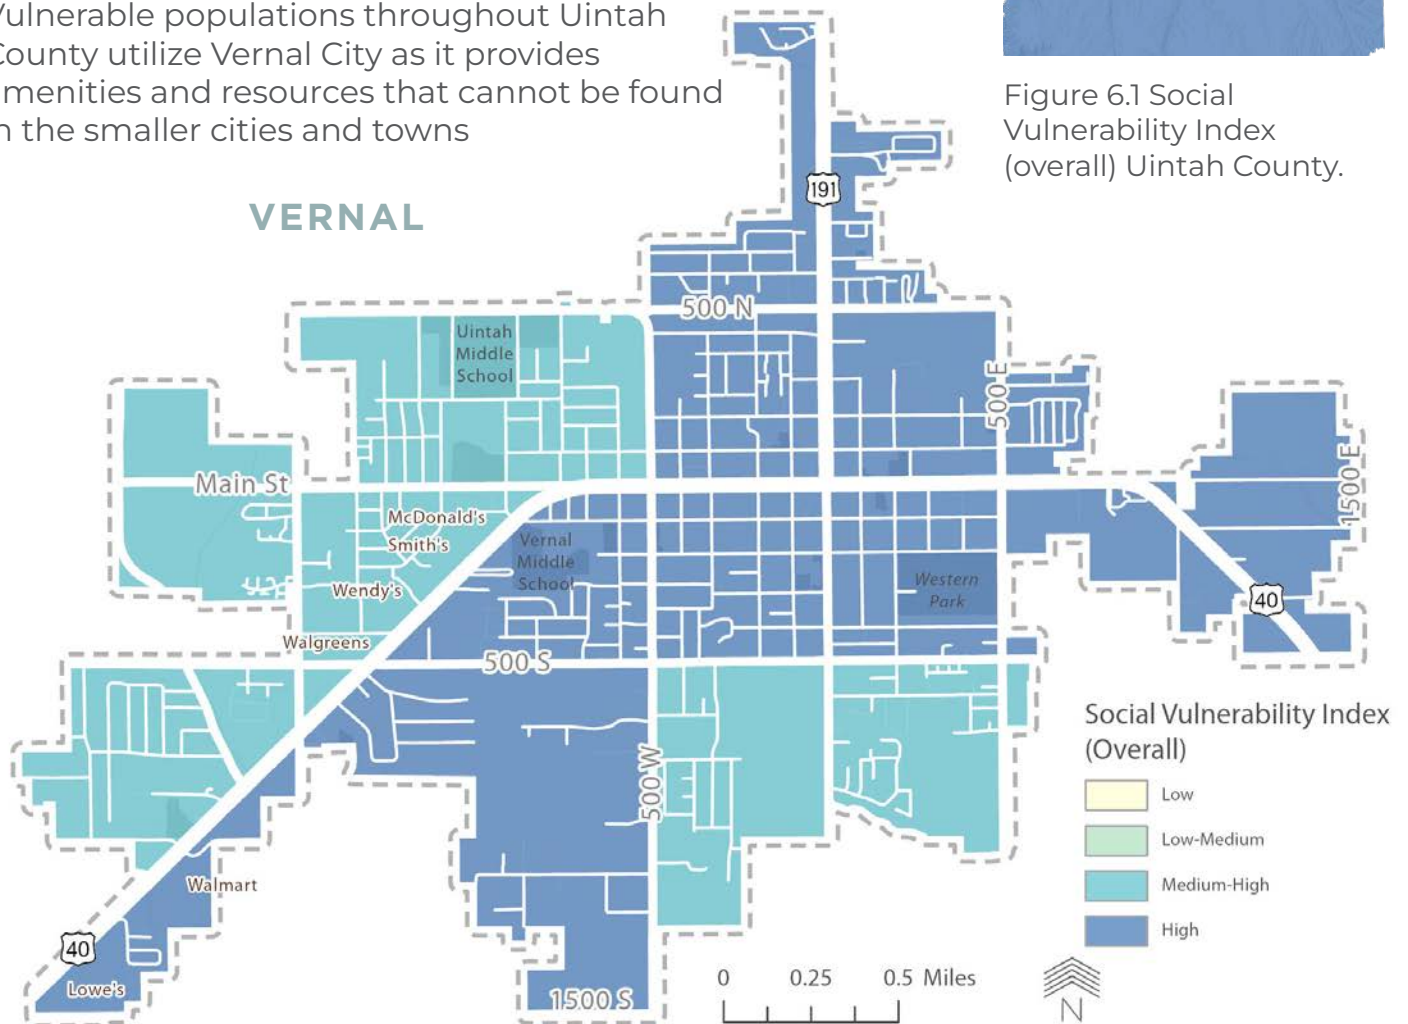 Vulnerable populations throughout Uintah
County utilize Vernal City as it provides
amenities and resources that cannot be found
in the smaller cities and towns
Figure 6.1 Social
Vulnerability Index
(overall) Uintah County.
VERNAL
191
500 N
Uintah
Middle
School
500 E
Main St
1500 E
McDonald's
Smith's
Vernal
Middle
School
Wendy's
Western
Park
40
Walgreens
500 S
500 W
Walmart
40
Lowe's
1500 S
Social Vulnerability Index
(Overall)
Low
Low-Medium
Medium-High
High
0 0.25 0.5 Miles
N